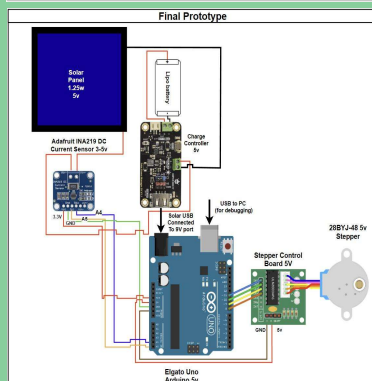 Final Prototype
Solar
Panel
1.25w
5v
Lipo battery
Adafruit INA219 DC
Current Sensor 3-5v
Charge
Controller
5v
A4
A5
3.3V
GND
Solar USB
Connected
To 9V port
USB to PC
(for debugging)
28BYJ-48 5v
Stepper
Stepper Control
Board 5V
UNO
GND
5v
Elgato Uno
Arduino 5v